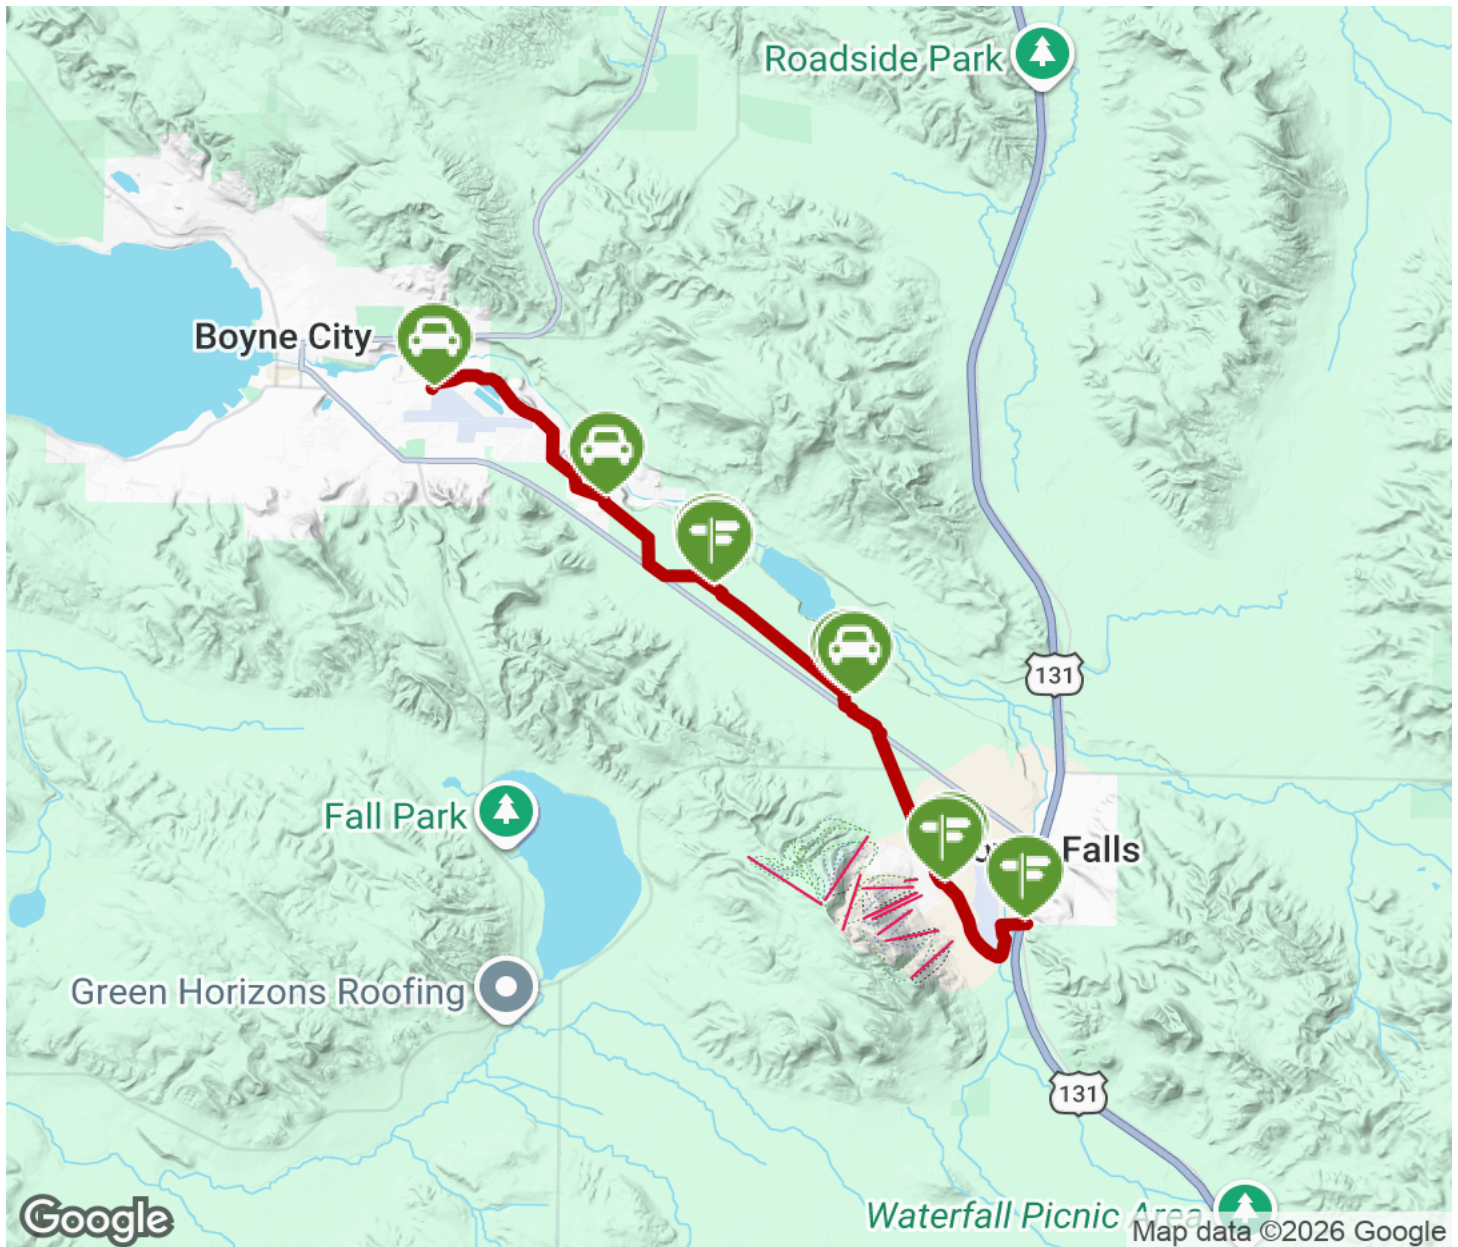 Roadside Park
Boyne City
131
Fall Park
Falls
Green Horizons Roofing
131
Waterfall Picnic Area
Google
Map data ©2026 Google